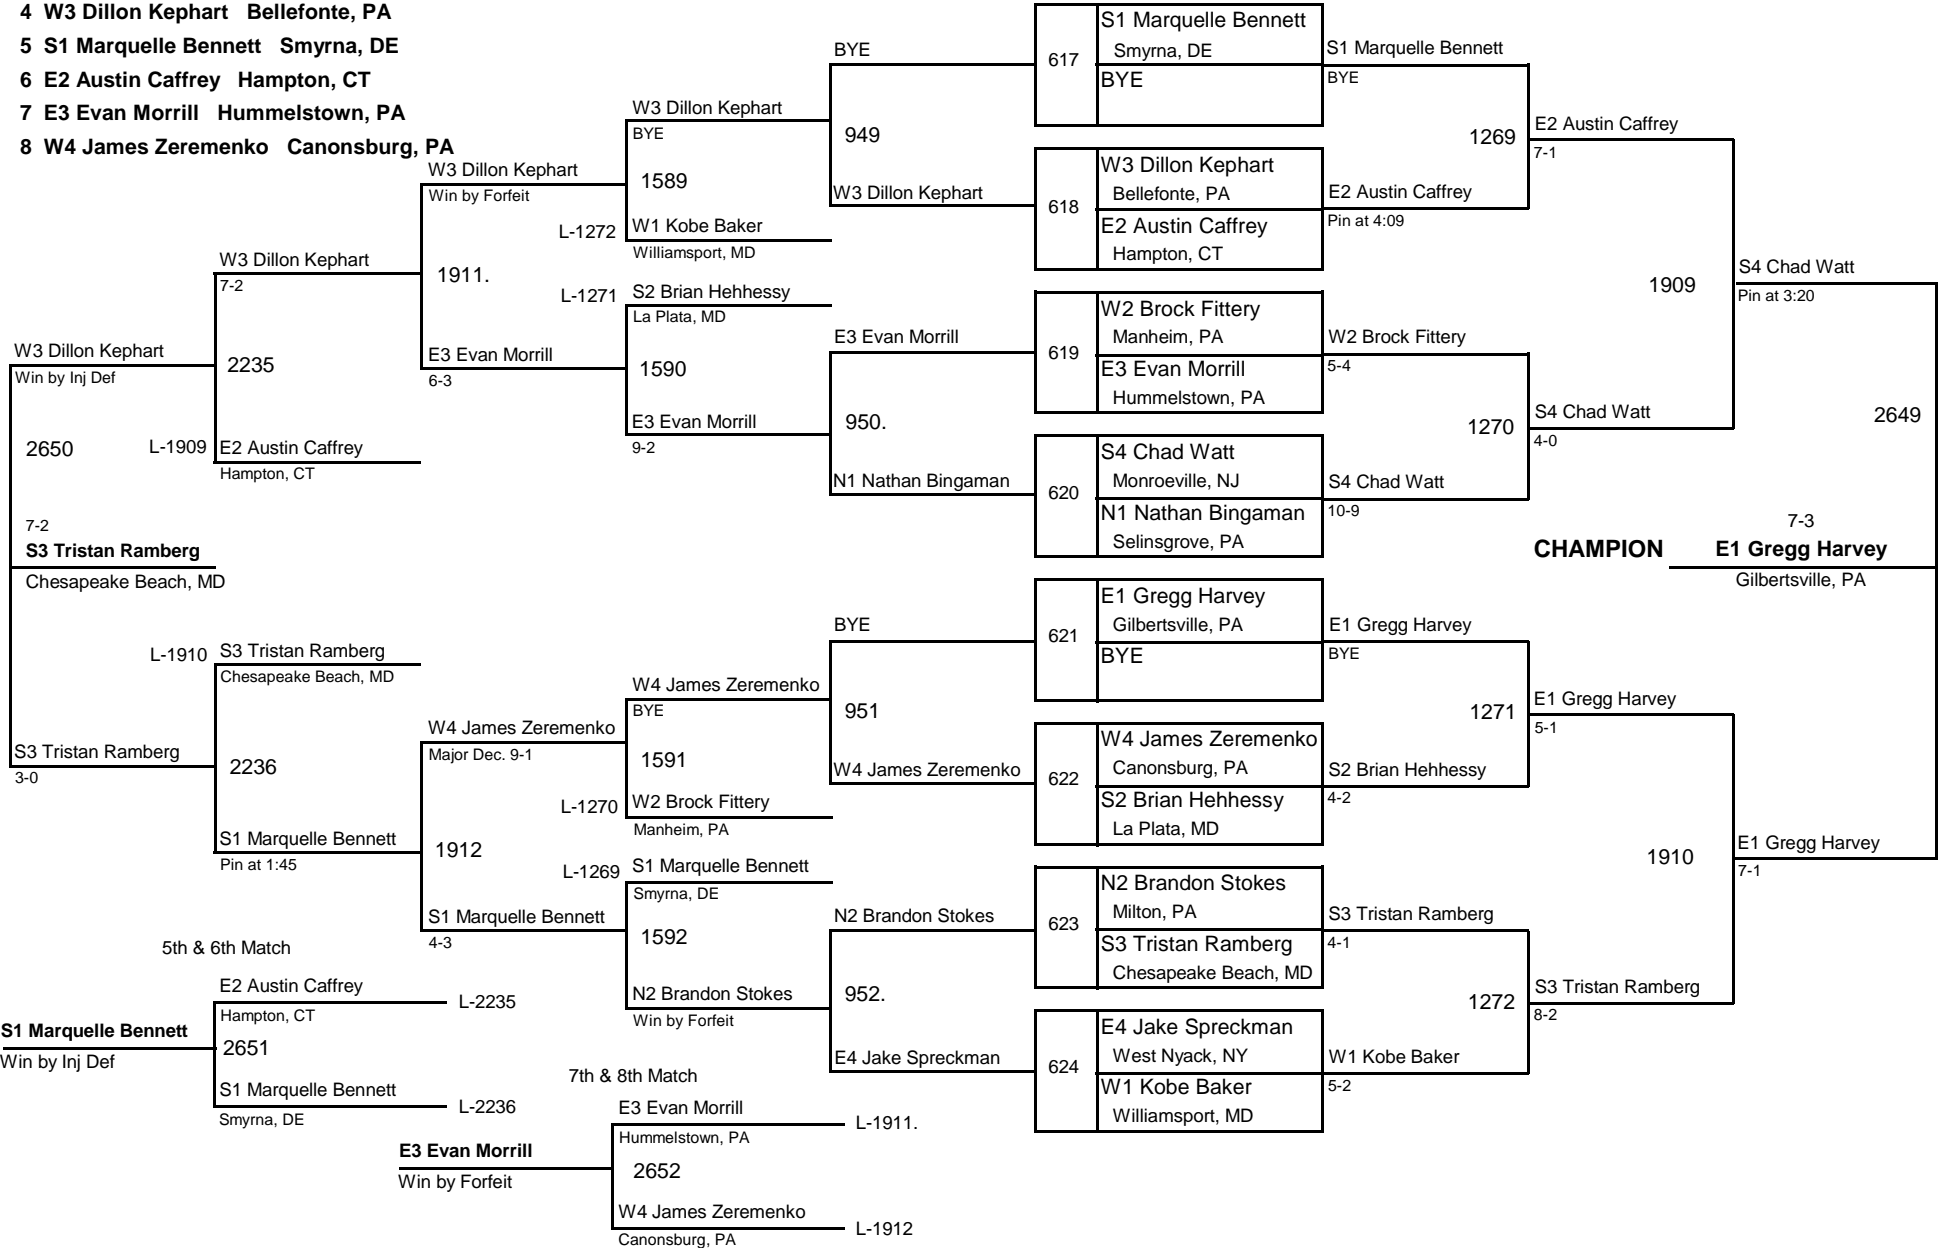 4 W3 Dillon Kephart Bellefonte, PA
5 S1 Marquelle Bennett Smyrna, DE
6 E2 Austin Caffrey Hampton, CT
7 E3 Evan Morrill Hummelstown, PA
8 W4 James Zeremenko Canonsburg, PA
W3 Dillon Kephart
Win by Inj Def
2650
7-2
S3 Tristan Ramberg
Chesapeake Beach, MD
S3 Tristan Ramberg
3-0
W3 Dillon Kephart
7-2
2235
L-1909
E2 Austin Caffrey
Hampton, CT
L-1910
S3 Tristan Ramberg
Chesapeake Beach, MD
2236
S1 Marquelle Bennett
Pin at 1:45
W3 Dillon Kephart
Win by Forfeit
1911.
E3 Evan Morrill
6-3
W4 James Zeremenko
Major Dec. 9-1
1912
S1 Marquelle Bennett
4-3
W3 Dillon Kephart
BYE
1589
L-1272
W1 Kobe Baker
Williamsport, MD
L-1271
S2 Brian Hehhessy
La Plata, MD
1590
E3 Evan Morrill
9-2
W4 James Zeremenko
BYE
1591
L-1270
W2 Brock Fittery
Manheim, PA
L-1269
S1 Marquelle Bennett
Smyrna, DE
1592
N2 Brandon Stokes
Win by Forfeit
BYE
949
W3 Dillon Kephart
E3 Evan Morrill
950.
N1 Nathan Bingaman
BYE
951
W4 James Zeremenko
N2 Brandon Stokes
952.
E4 Jake Spreckman
617
S1 Marquelle Bennett
Smyrna, DE
BYE
618
W3 Dillon Kephart
Bellefonte, PA
E2 Austin Caffrey
Hampton, CT
619
W2 Brock Fittery
Manheim, PA
E3 Evan Morrill
Hummelstown, PA
620
S4 Chad Watt
Monroeville, NJ
N1 Nathan Bingaman
Selinsgrove, PA
621
E1 Gregg Harvey
Gilbertsville, PA
BYE
622
W4 James Zeremenko
Canonsburg, PA
S2 Brian Hehhessy
La Plata, MD
623
N2 Brandon Stokes
Milton, PA
S3 Tristan Ramberg
Chesapeake Beach, MD
624
E4 Jake Spreckman
West Nyack, NY
W1 Kobe Baker
Williamsport, MD
S1 Marquelle Bennett
BYE
1269
E2 Austin Caffrey
Pin at 4:09
W2 Brock Fittery
5-4
1270
S4 Chad Watt
10-9
E1 Gregg Harvey
BYE
1271
S2 Brian Hehhessy
4-2
S3 Tristan Ramberg
4-1
1272
W1 Kobe Baker
5-2
E2 Austin Caffrey
7-1
1909
S4 Chad Watt
4-0
E1 Gregg Harvey
5-1
1910
S3 Tristan Ramberg
8-2
S4 Chad Watt
Pin at 3:20
2649
7-3
CHAMPION E1 Gregg Harvey
Gilbertsville, PA
E1 Gregg Harvey
7-1
5th & 6th Match
E2 Austin Caffrey
L-2235
Hampton, CT
S1 Marquelle Bennett
2651
Win by Inj Def
S1 Marquelle Bennett
L-2236
Smyrna, DE
7th & 8th Match
E3 Evan Morrill
L-1911.
Hummelstown, PA
E3 Evan Morrill
2652
Win by Forfeit
W4 James Zeremenko
L-1912
Canonsburg, PA